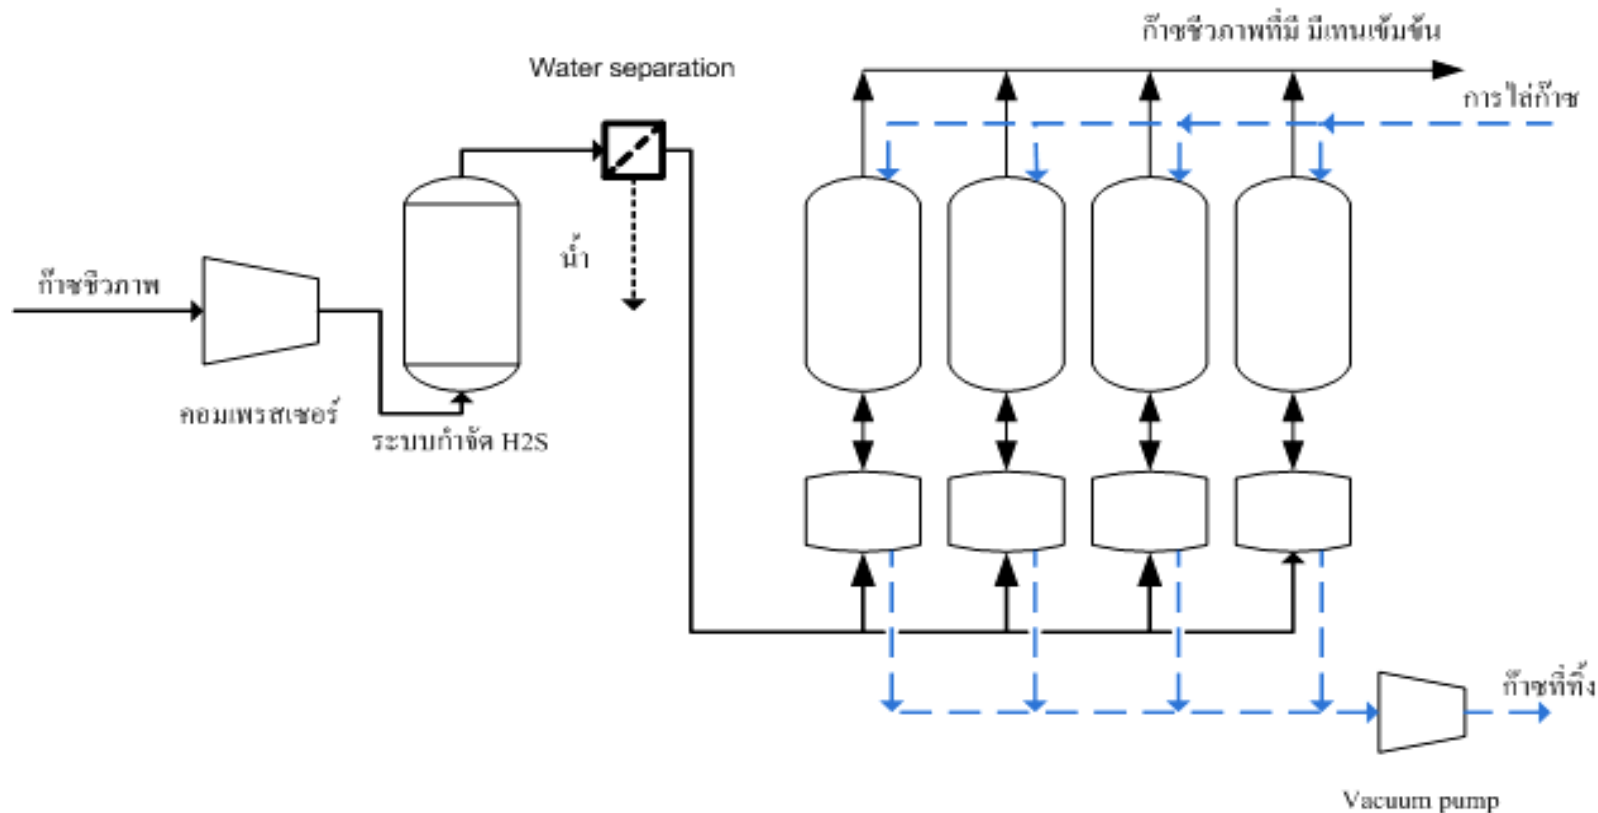 ก๊าซชีวภาพที่มี มีเทนเข้มข้น
Water separation
การไล่ก๊าซ
น้ำ
ก๊าซชีวภาพ
คอมเพรสเซอร์
ระบบกำจัด H2S
ก๊าซที่ทิ้ง
Vacuum pump